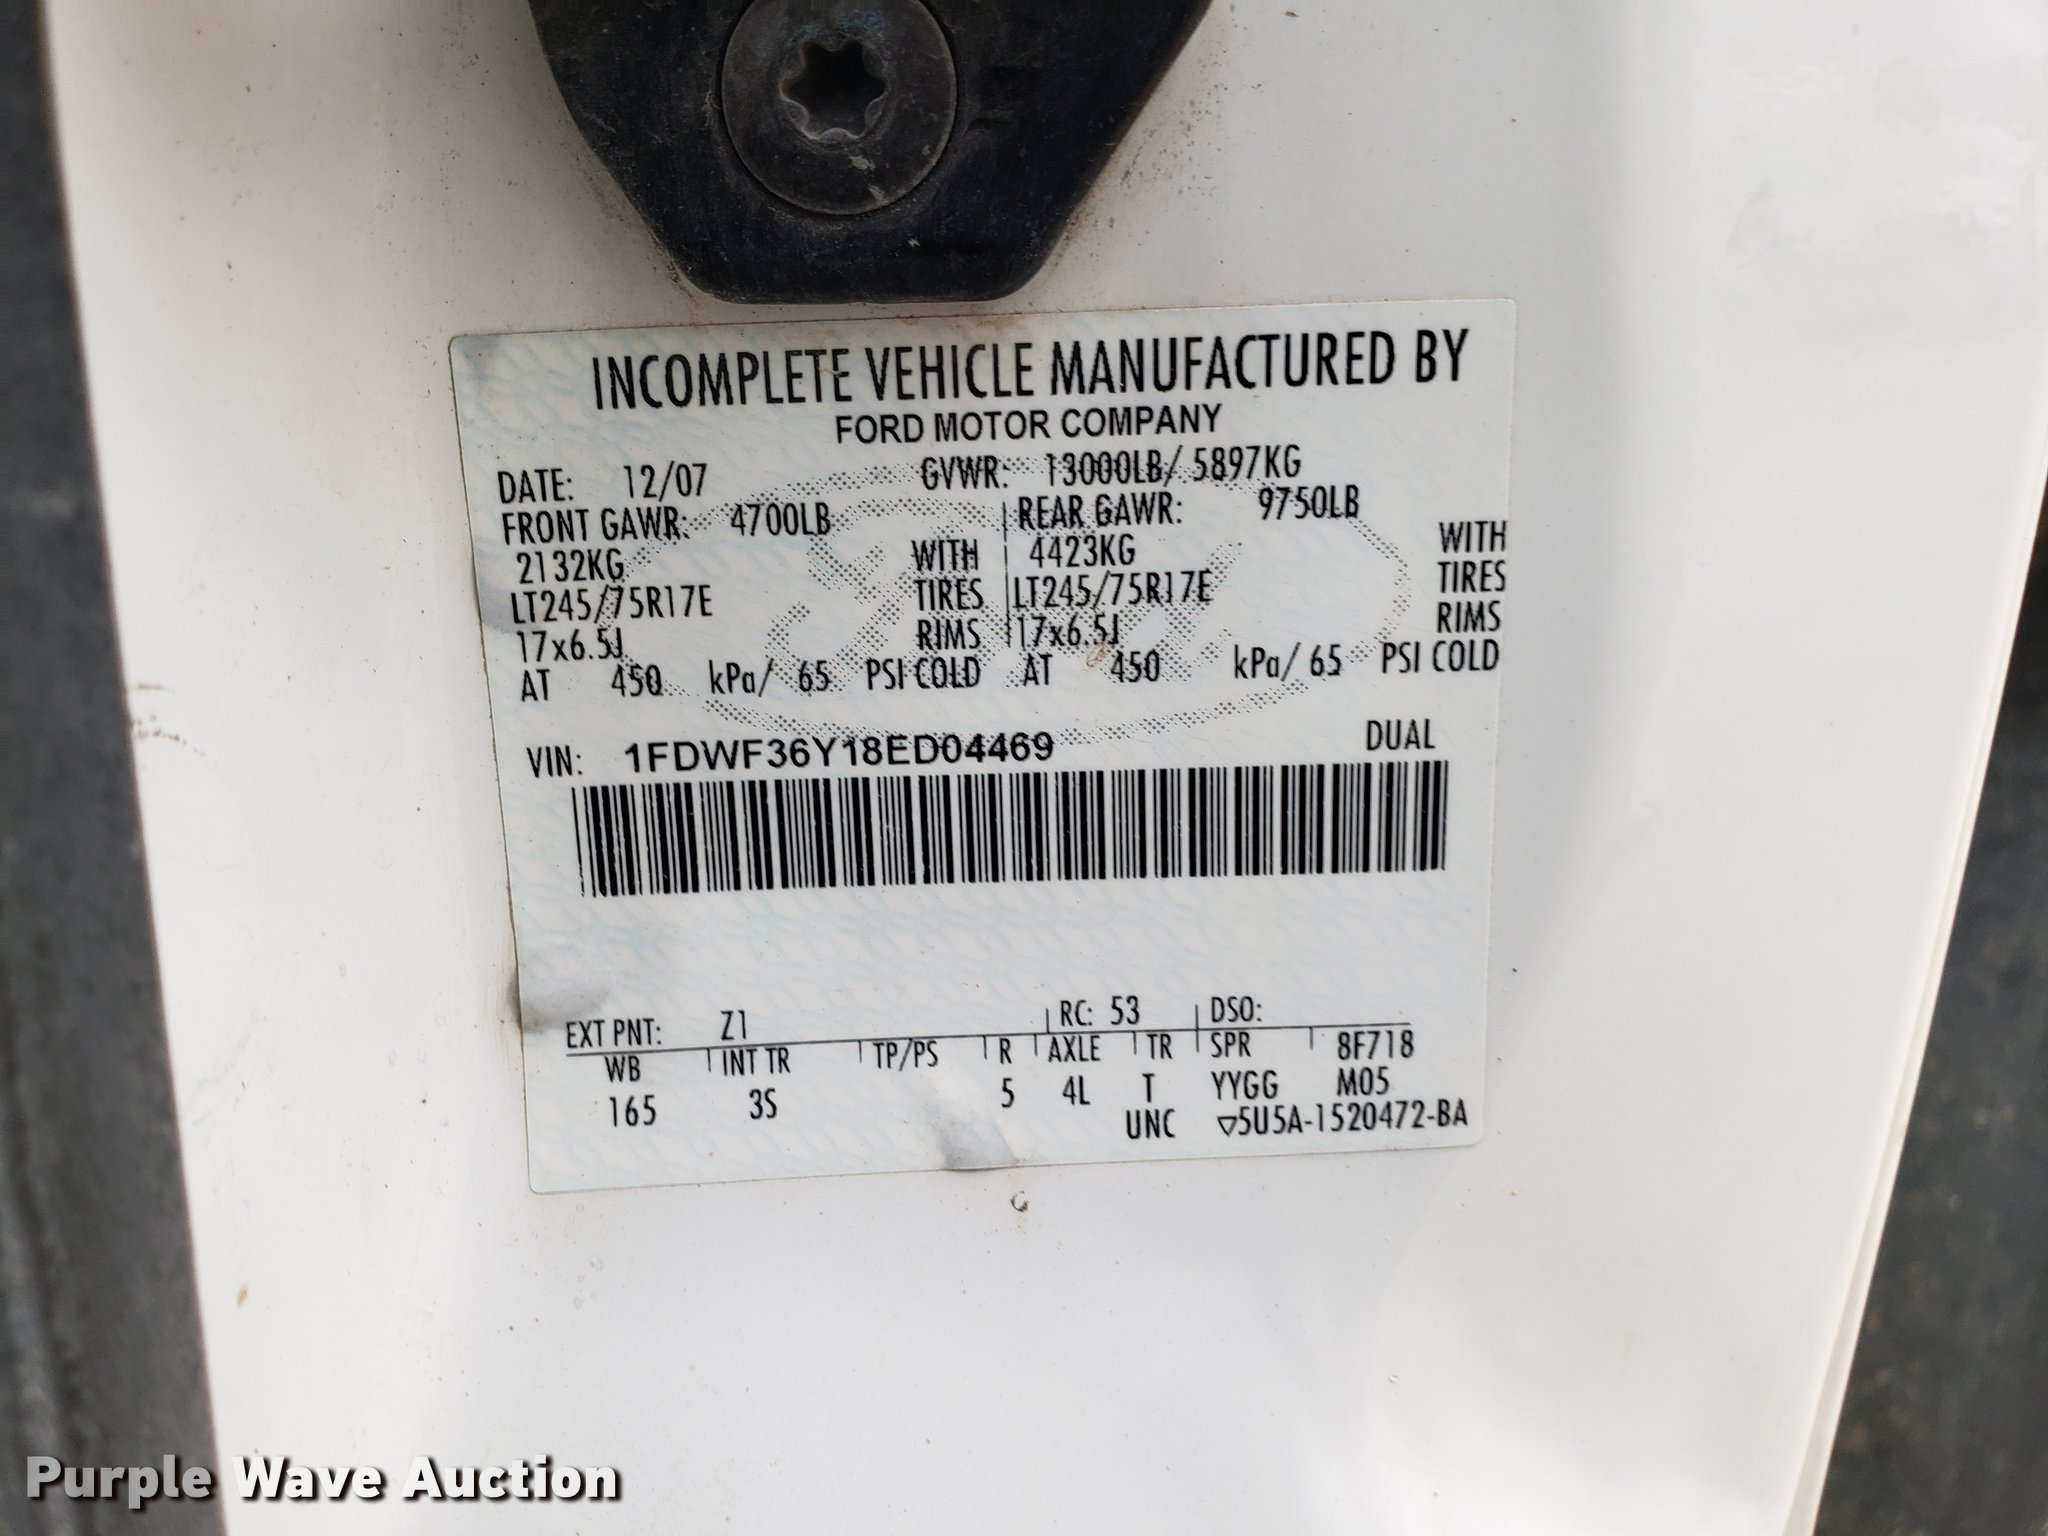 INCOMPLETE VEHICLE MANUFACTURED BY
FORD MOTOR COMPANY
DATE: 12/07 GVWR: 13000LB/ 5897KG
FRONT GAWR: 4700LB REAR GAWR: 9750LB
2132KG WITH 4423KG WITH
LT245/75R17E TIRES LT245/75R17E TIRES
17x6.5J RIMS 17x6.5J RIMS
AT 450 kPa/ 65 PSI COLD AT 450 kPa/ 65 PSI COLD
VIN: 1FDWF36Y18ED04469 DUAL
EXT PNT: Z1 RC: 53 DSO:
WB INT TR TP/PS R AXLE TR SPR 8F718
165 3S 5 4L T YYGG M05
UNC ▽5U5A-1520472-BA
Purple Wave Auction